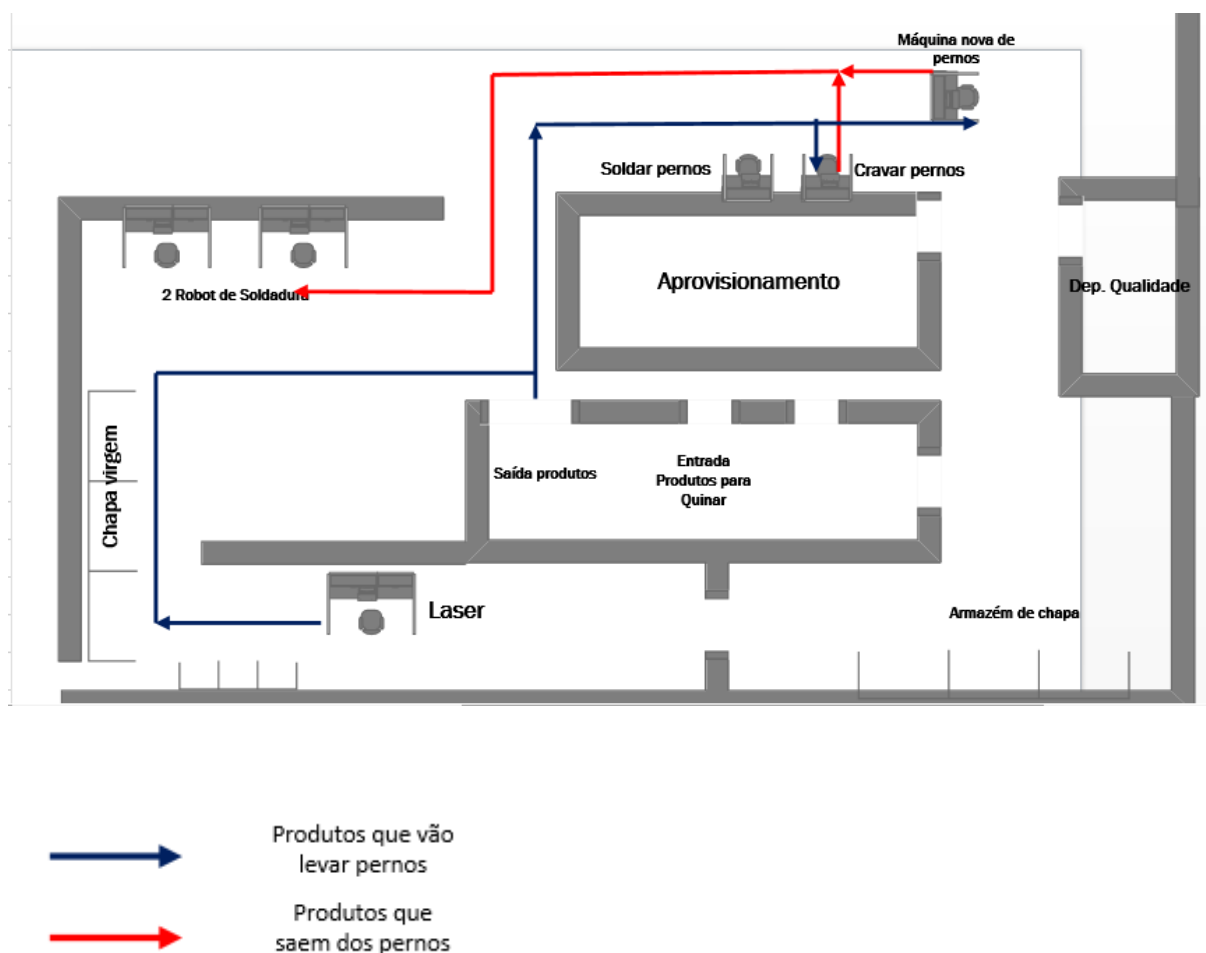 Máquina nova de
pernos
Soldar pernos
Cravar pernos
Aprovisionamento
Dep. Qualidade
2 Robot de Soldadura
Chapa virgem
Saída produtos
Entrada
Produtos para
Quinar
Laser
Armazém de chapa
Produtos que vão
levar pernos
Produtos que
saem dos pernos